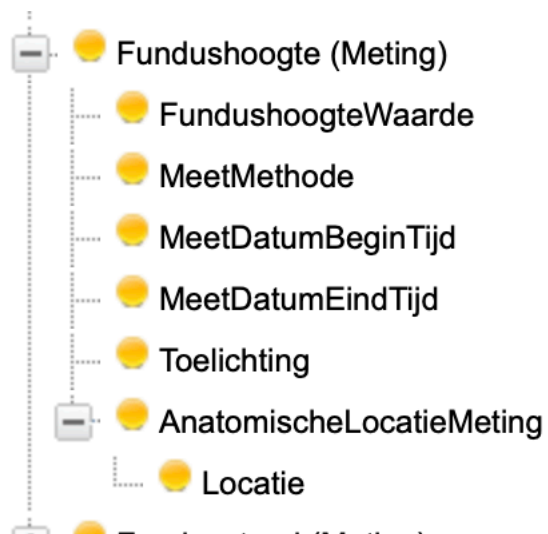 Fundushoogte (Meting)
FundushoogteWaarde
MeetMethode
MeetDatumBeginTijd
MeetDatumEindTijd
Toelichting
AnatomischeLocatieMeting
Locatie